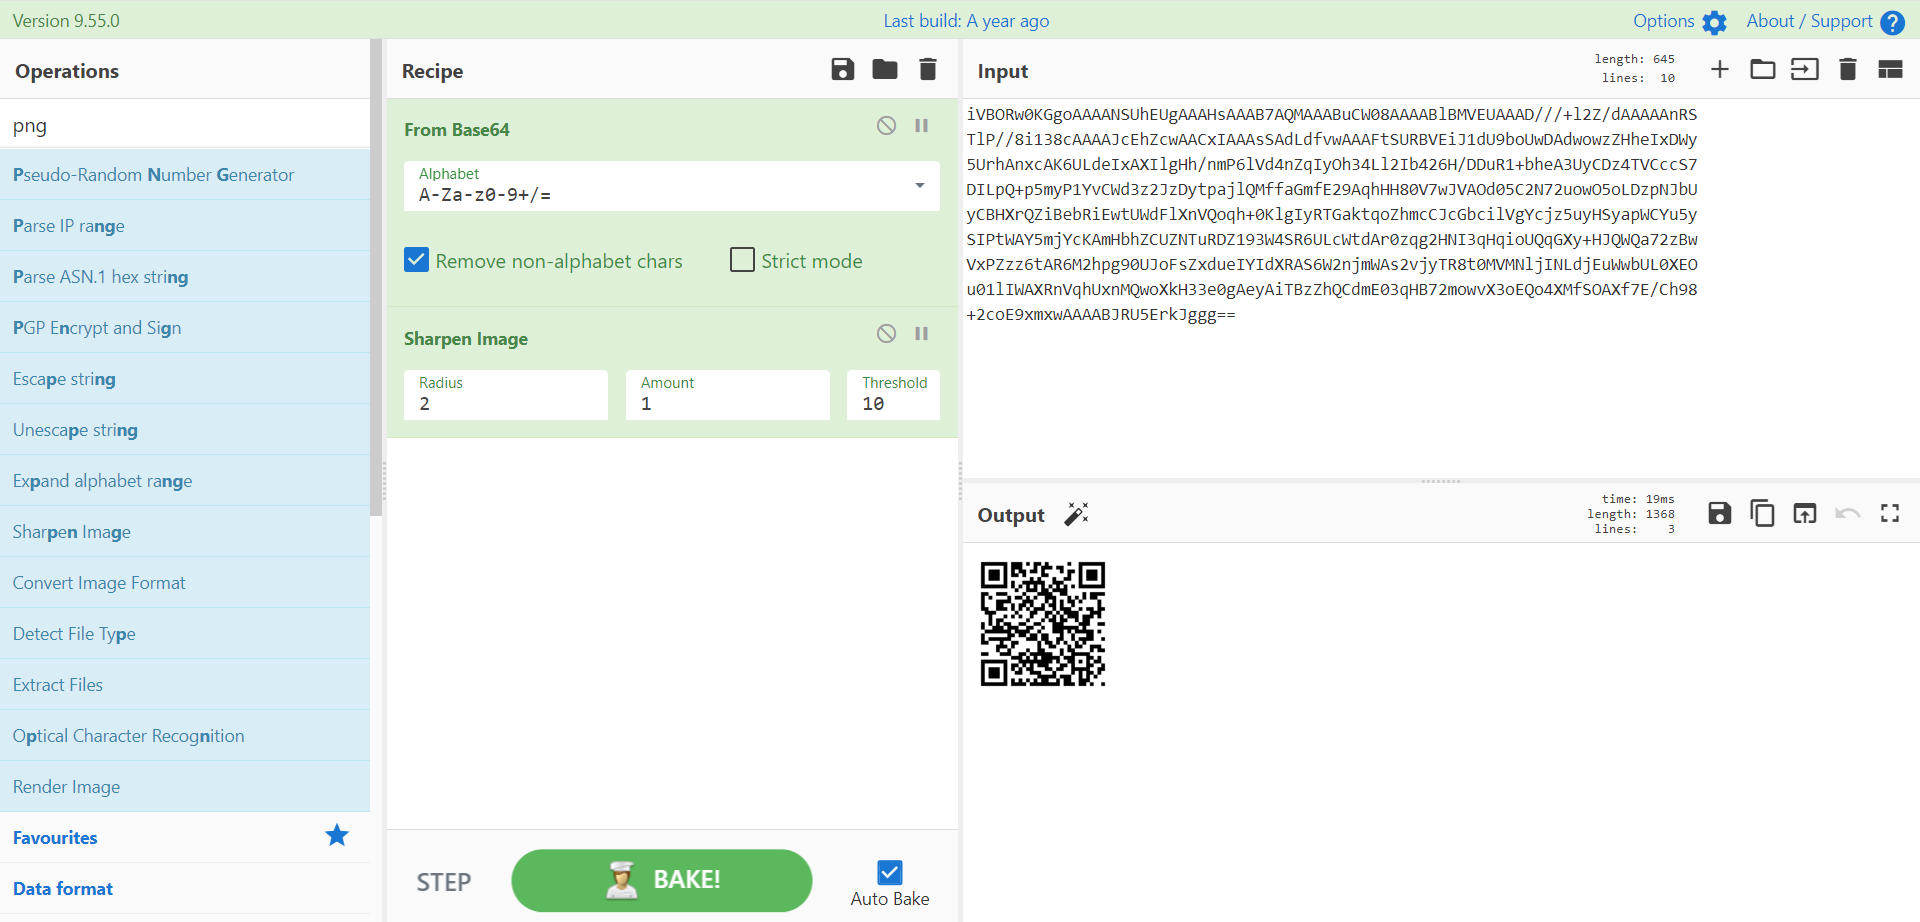 Version 9.55.0
Last build: A year ago
Options
About / Support
Operations
png
Pseudo-Random Number Generator
Parse IP range
Parse ASN.1 hex string
PGP Encrypt and Sign
Escape string
Unescape string
Expand alphabet range
Sharpen Image
Convert Image Format
Detect File Type
Extract Files
Optical Character Recognition
Render Image
Favourites
Data format
Recipe
From Base64
Alphabet
A-Za-z0-9+/=
Remove non-alphabet chars
Strict mode
Sharpen Image
Radius
2
Amount
1
Threshold
10
STEP
BAKE!
Auto Bake
Input
length: 645
lines: 10
iVBORw0KGgoAAAANSUhEUgAAAHsAAAB7AQMAAABuCW08AAAABlBMVEUAAAD///+l2Z/dAAAAAnRS
TlP//8i138cAAAAJcEhZcwAACxIAAAsSAdLdfvwAAAFtSURBVEiJ1dU9boUwDAdwowzZHheIxDWy
5UrhAnxcAK6ULdeIxAXIlgHh/nmP6lVd4nZqIyOh34Ll2Ib426H/DDuR1+bheA3UyCDz4TVCccS7
DILpQ+p5myP1YvCWd3z2JzDytpajlQMffaGmfE29AqhHH80V7wJVAOd05C2N72uowO5oLDzpNJbU
yCBHXrQZiBebRiEwtUWdFlXnVQoqh+0KlgIyRTGaktqoZhmcCJcGbcilVgYcjz5uyHSyapWCYu5y
SIPtWAY5mjYcKAmHbhZCUZNTuRDZ193W4SR6ULcWtdAr0zqg2HNI3qHqioUQqGXy+HJQWQa72zBw
VxPZzz6tAR6M2hpg90UJoFsZxdueIYIdXRAS6W2njmWAs2vjyTR8t0MVMNljINLdjEuWwbUL0XEO
u01lIWAXRnVqhUxnMQwoXkH33e0gAeyAiTBzZhQCdmE03qHB72mowvX3oEQo4XMfSOAXf7E/Ch98
+2coE9xmxwAAAABJRU5ErkJggg==
Output
time: 19ms
length: 1368
lines: 3